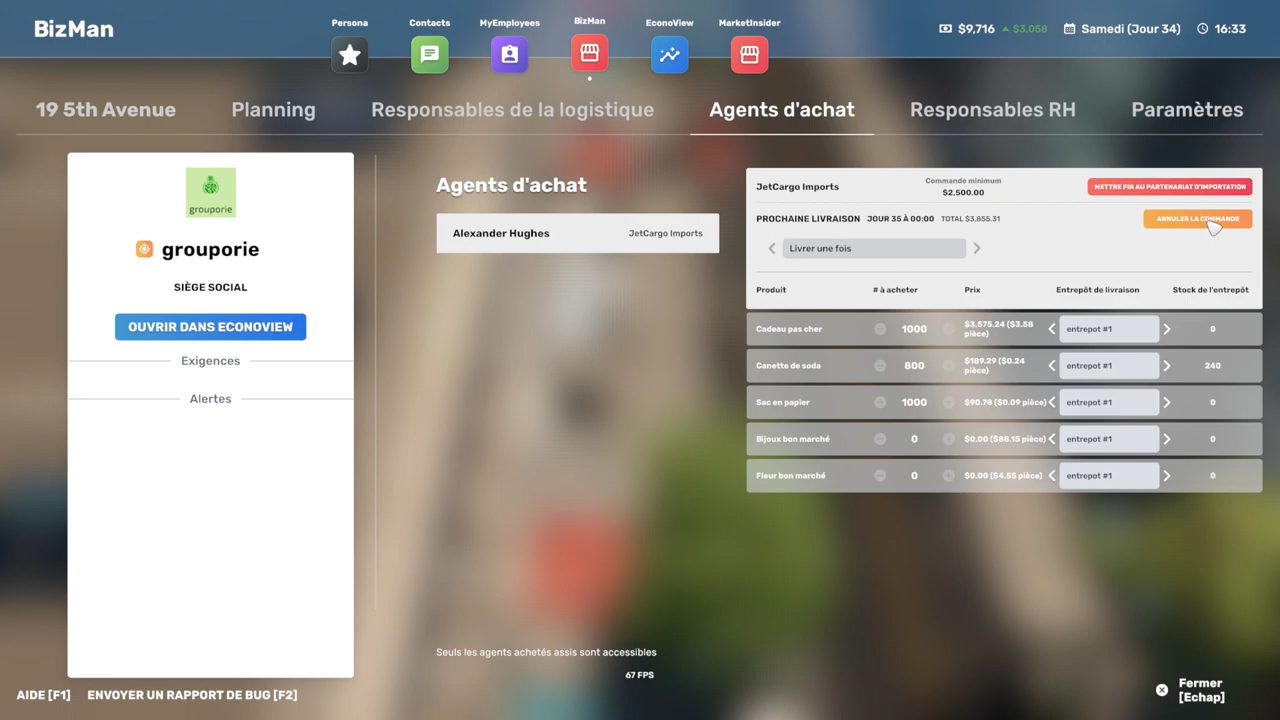 BizMan
Persona
Contacts
MyEmployees
BizMan
EconoView
MarketInsider
$9,716 $3.058
Samedi (Jour 34)
16:33
19 5th Avenue
Planning
Responsables de la logistique
Agents d'achat
Responsables RH
Paramètres
grouporie
grouporie
SIÈGE SOCIAL
OUVRIR DANS ECONOVIEW
Exigences
Alertes
Agents d'achat
Alexander Hughes JetCargo Imports
JetCargo Imports
Commande minimum
$2,500.00
METTRE FIN AU PARTENARIAT D'IMPORTATION
PROCHAINE LIVRAISON JOUR 35 À 00:00 TOTAL $3,855.31
ANNULER LA COMMANDE
Livrer une fois
Produit # à acheter Prix Entrepôt de livraison Stock de l'entrepôt
Cadeau pas cher 1000 $3,575.24 ($3.58 pièce) entrepot #1 0
Canette de soda 800 $189.29 ($0.24 pièce) entrepot #1 240
Sac en papier 1000 $90.78 ($0.09 pièce) entrepot #1 0
Bijoux bon marché 0 $0.00 ($88.15 pièce) entrepot #1 0
Fleur bon marché 0 $0.00 ($4.55 pièce) entrepot #1 0
Seuls les agents achetés assis sont accessibles
67 FPS
AIDE [F1] ENVOYER UN RAPPORT DE BUG [F2]
Fermer
[Echap]